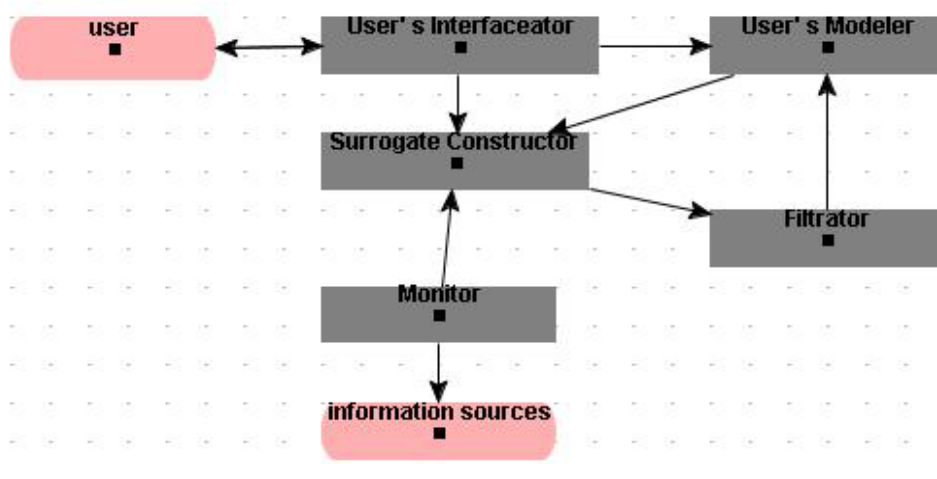 user
User' s Interfaceator
User' s Modeler
Surrogate Constructor
Filtrator
Monitor
information sources